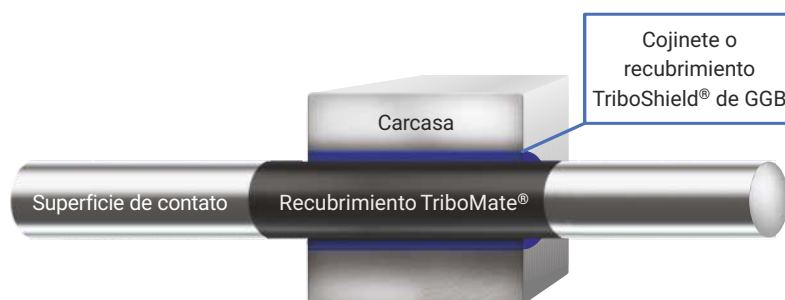 Cojinete o
recubrimiento
TriboShield® de GGB
Carcasa
Superficie de contato
Recubrimiento TriboMate®